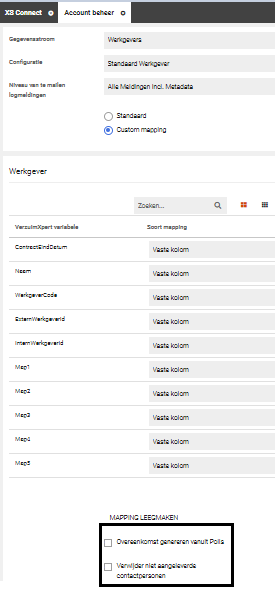 XS Connect
Account beheer
Gegevensstroom
Werkgevers
Configuratie
Standaard Werkgever
Niveau van te mailen logmeldingen
Alle Meldingen incl. Metadata
Standaard
Custom mapping
Werkgever
Zoeken...
VerzuimXpert variabele
Soort mapping
ContractEindDatum
Vaste kolom
Naam
Vaste kolom
WerkgeverCode
Vaste kolom
ExternWerkgeverId
Vaste kolom
InternWerkgeverId
Vaste kolom
Map1
Vaste kolom
Map2
Vaste kolom
Map3
Vaste kolom
Map4
Vaste kolom
Map5
Vaste kolom
MAPPING LEEGMAKEN
Overeenkomst genereren vanuit Polis
Verwijder niet aangeleverde
contactpersonen